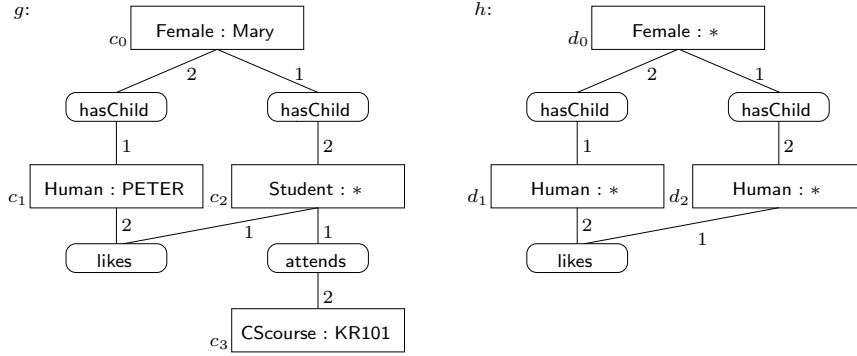 g: h:
c0 Female : Mary d0 Female : *
2 1 2 1
hasChild hasChild hasChild hasChild
1 2 1 2
c1 Human : PETER c2 Student : * d1 Human : * d2 Human : *
2 1 1 2 1
likes attends likes
2
c3 CScourse : KR101